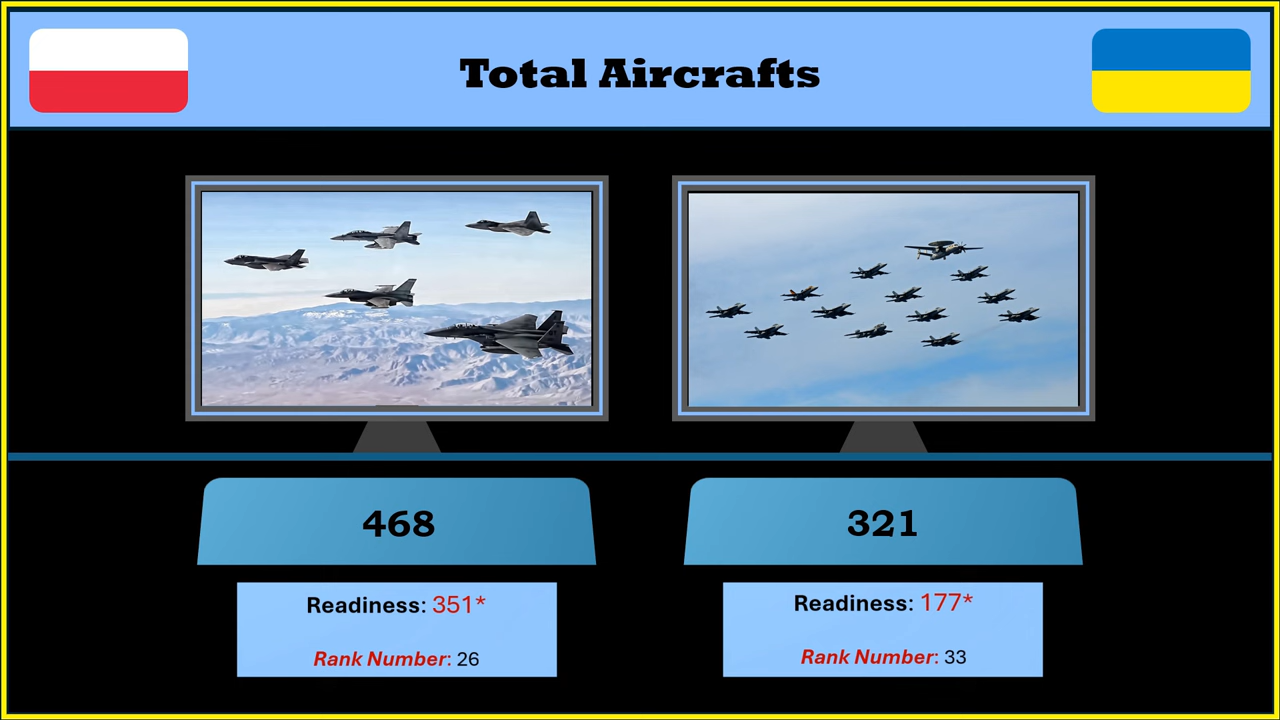 Total Aircrafts
468
321
Readiness: 351*
Rank Number: 26
Readiness: 177*
Rank Number: 33